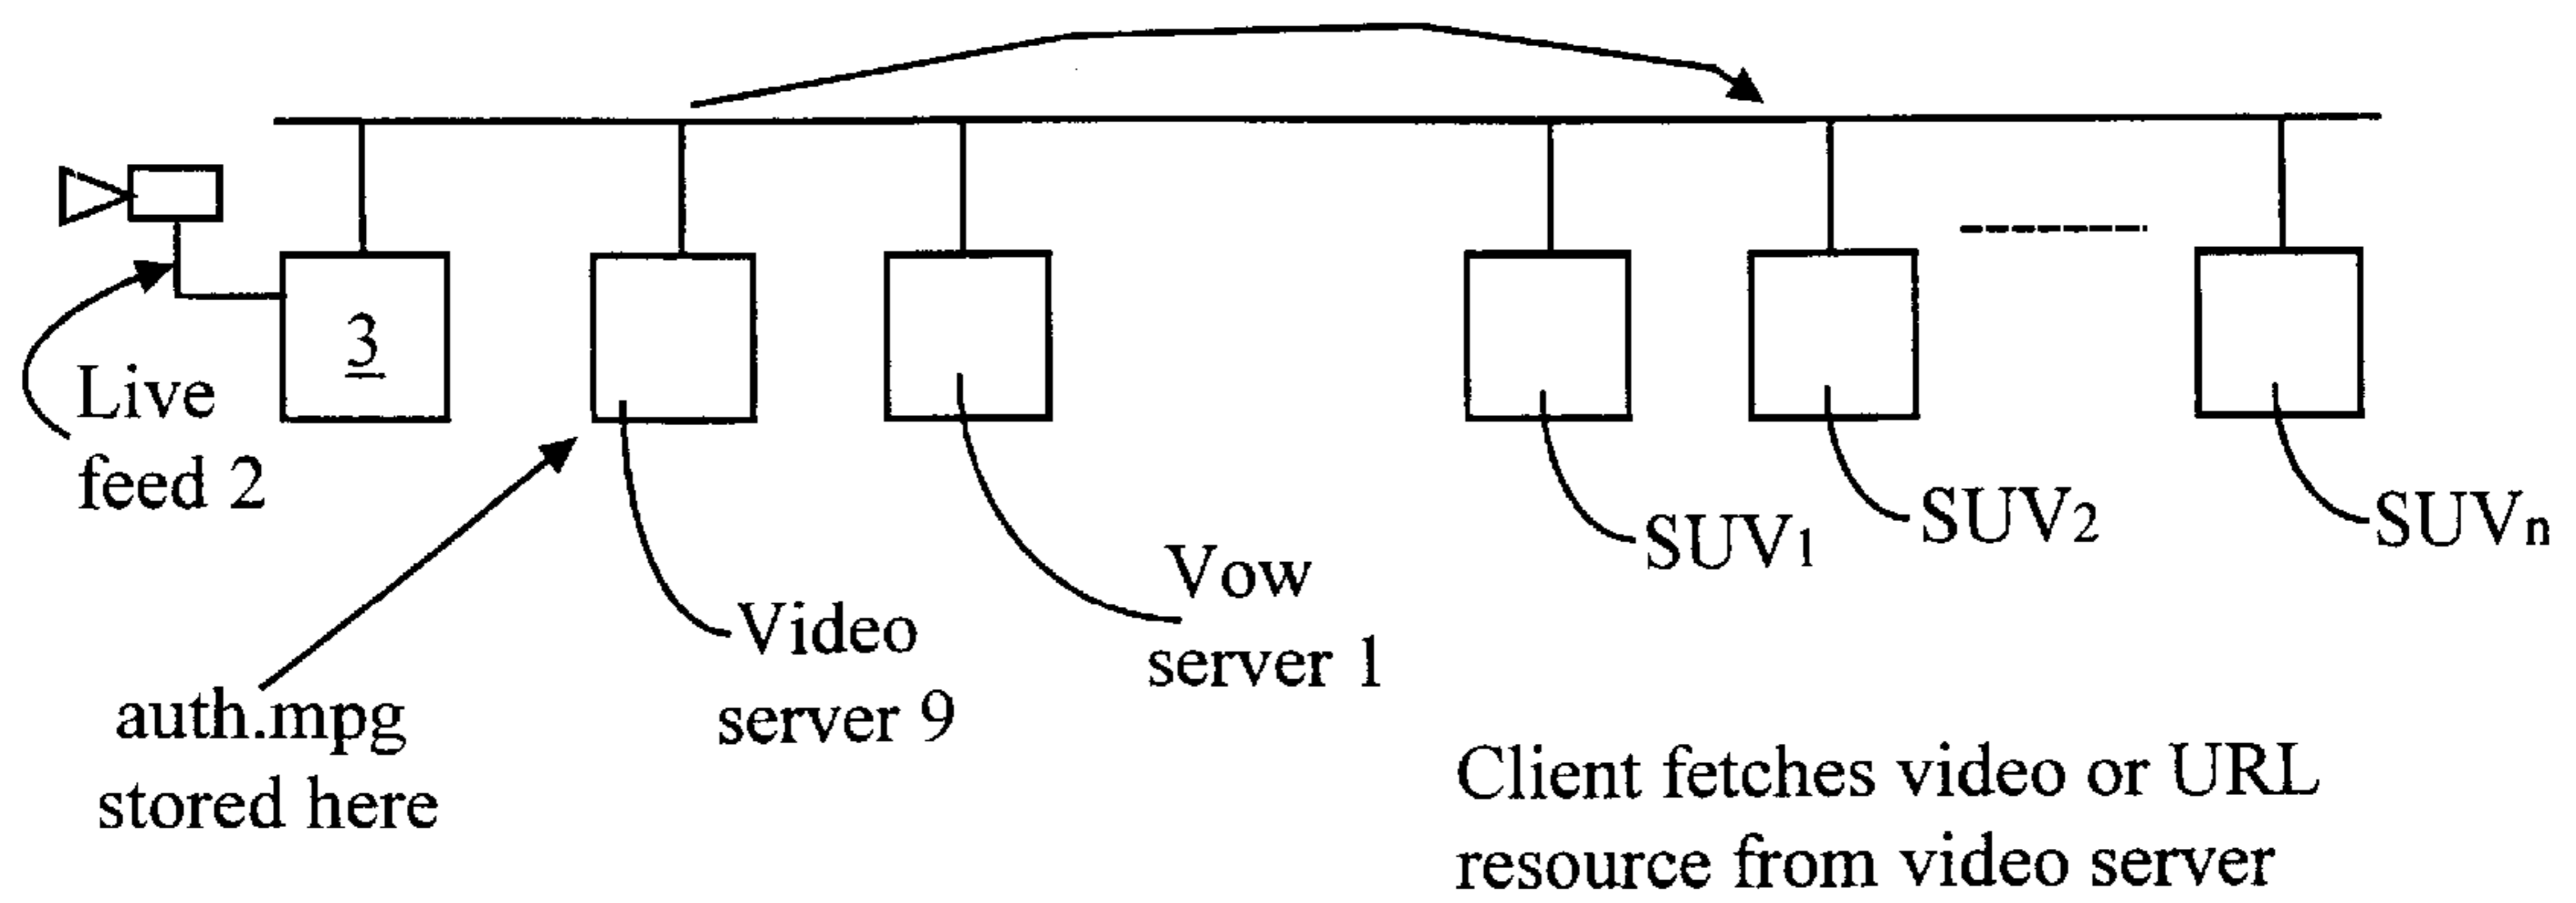 3
Live
feed 2
auth.mpg
stored here
Video
server 9
Vow
server 1
SUV1
SUV2
SUVn
Client fetches video or URL
resource from video server